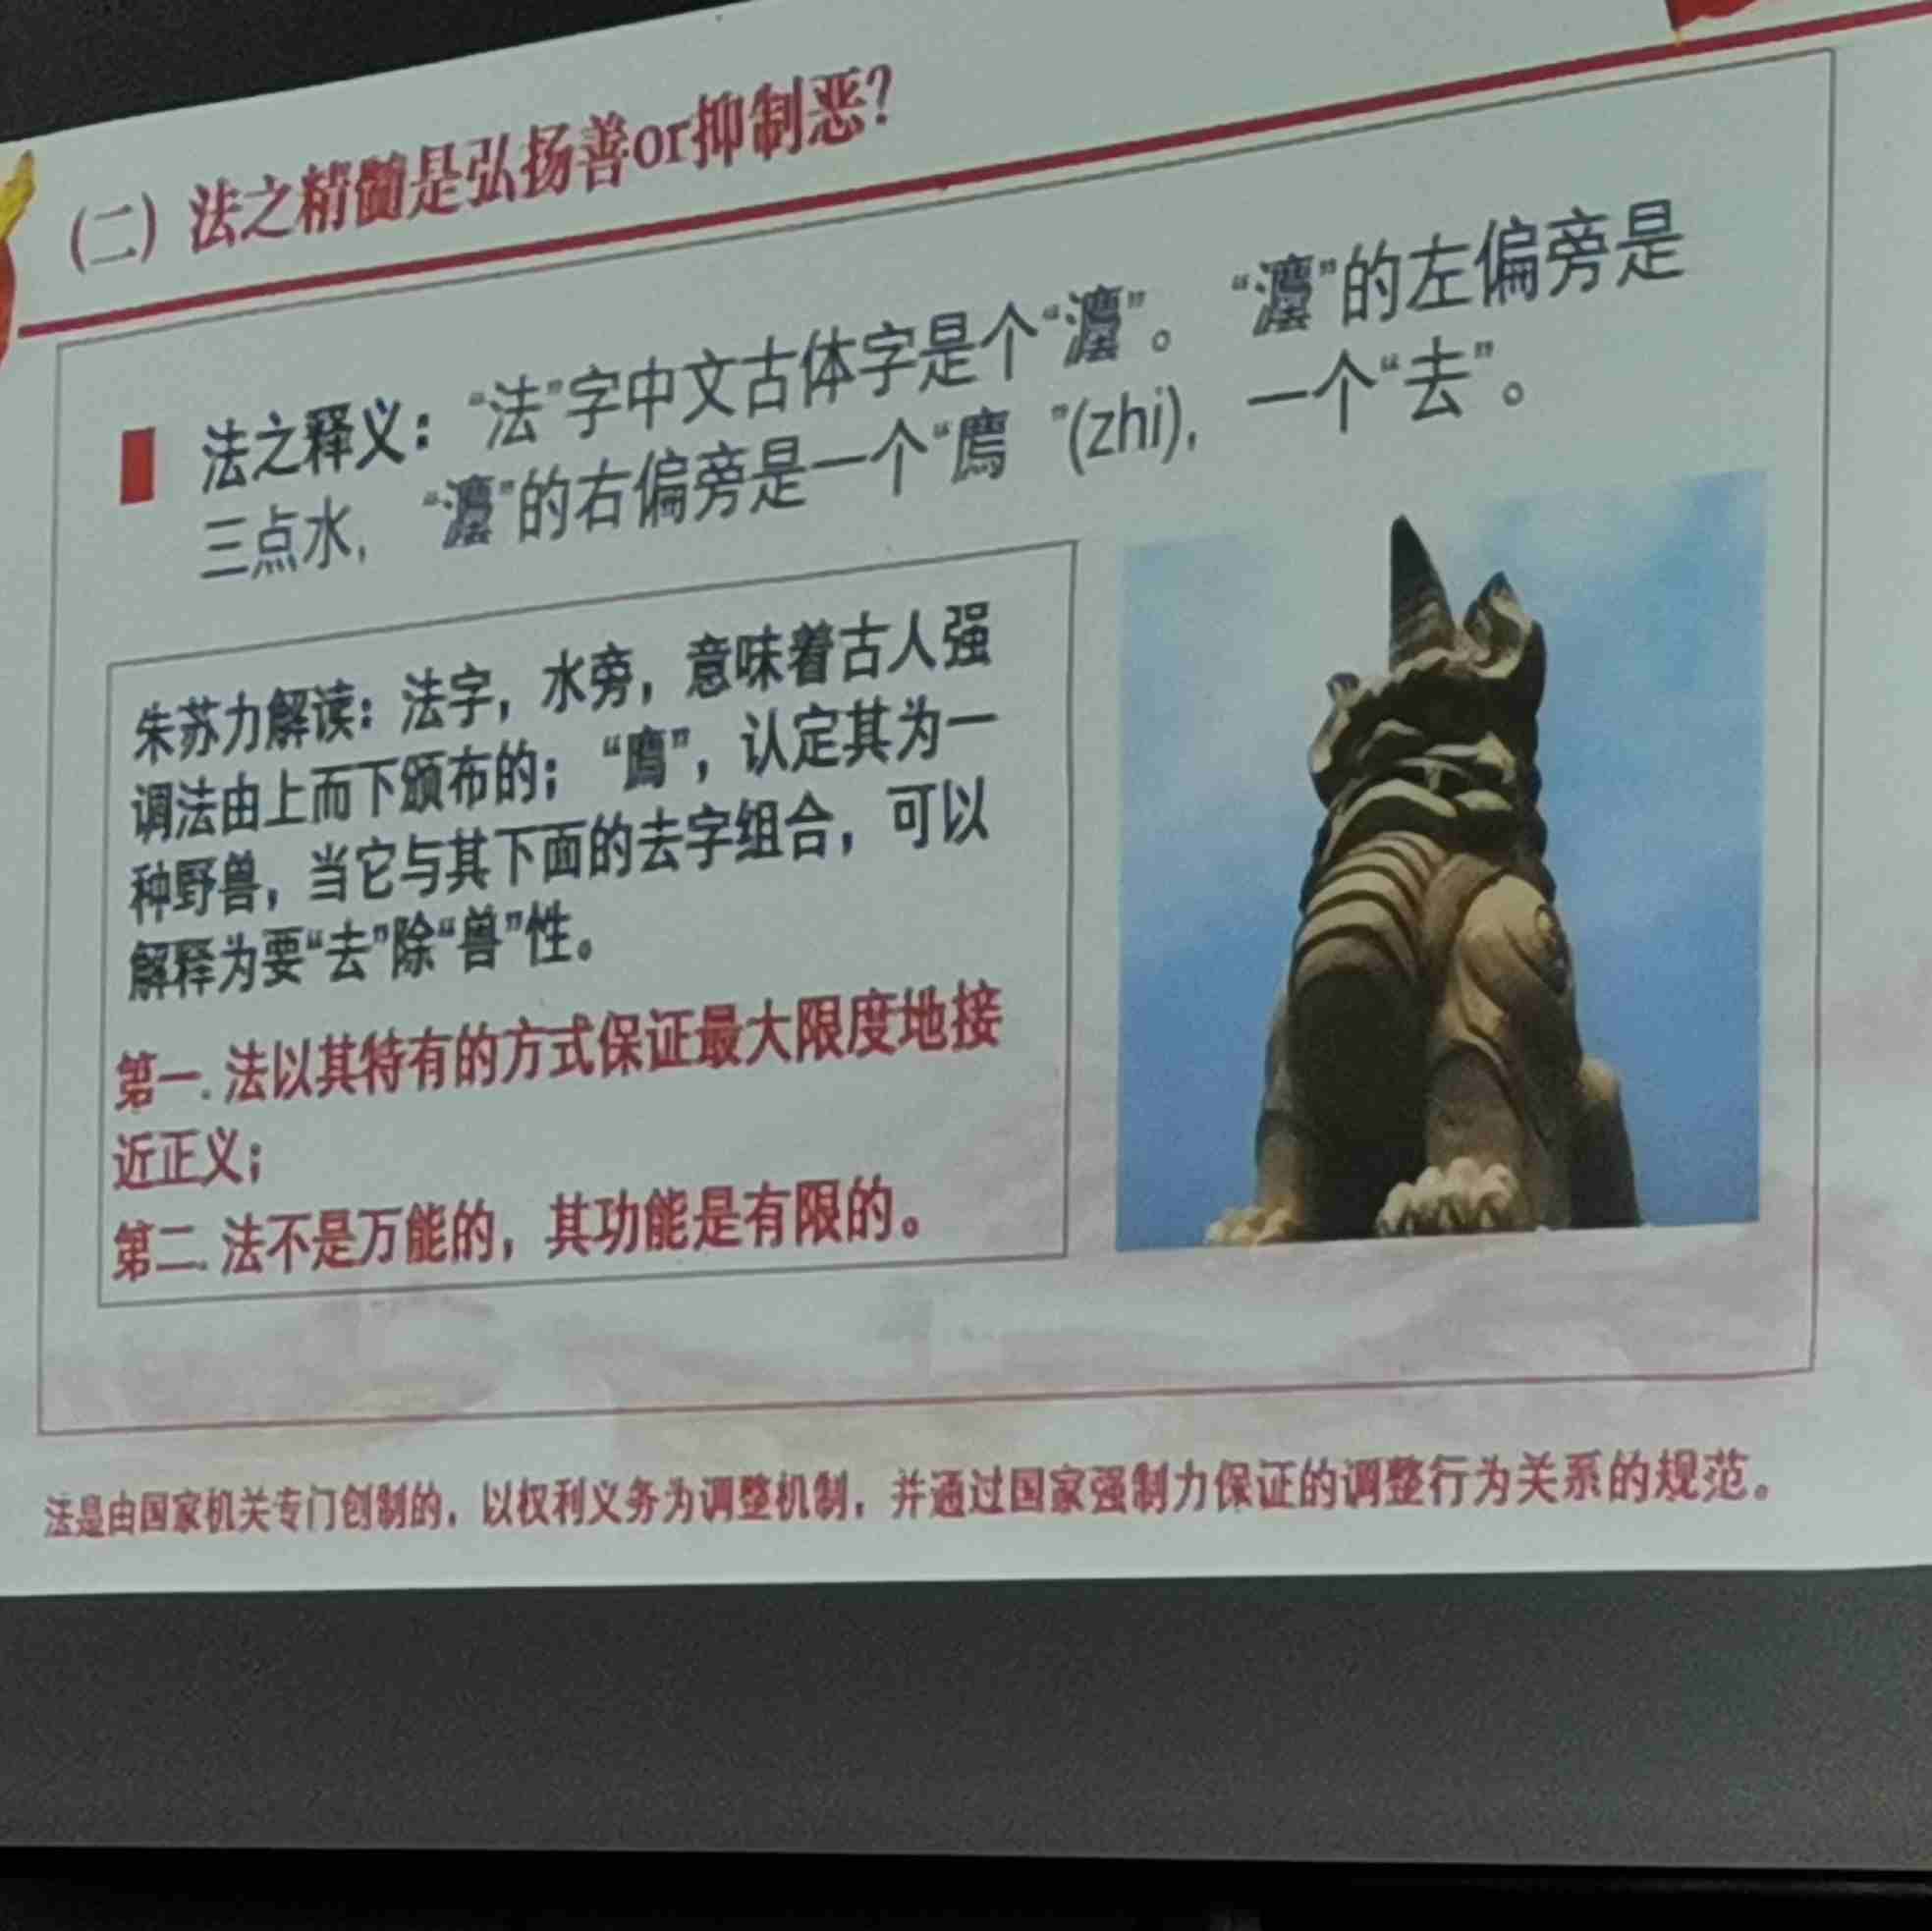 (二) 法之精髓是弘扬善or抑制恶?
法之释义：“法”字中文古体字是个“灋”。 “灋”的左偏旁是
三点水, “灋”的右偏旁是一个“廌 ”(zhi), 一个“去”。
朱苏力解读：法字，水旁，意味着古人强
调法由上而下颁布的；“廌”，认定其为一
种野兽，当它与其下面的去字组合，可以
解释为要“去”除“兽”性。
第一. 法以其特有的方式保证最大限度地接
近正义；
第二. 法不是万能的，其功能是有限的。
法是由国家机关专门创制的，以权利义务为调整机制，并通过国家强制力保证的调整行为关系的规范。